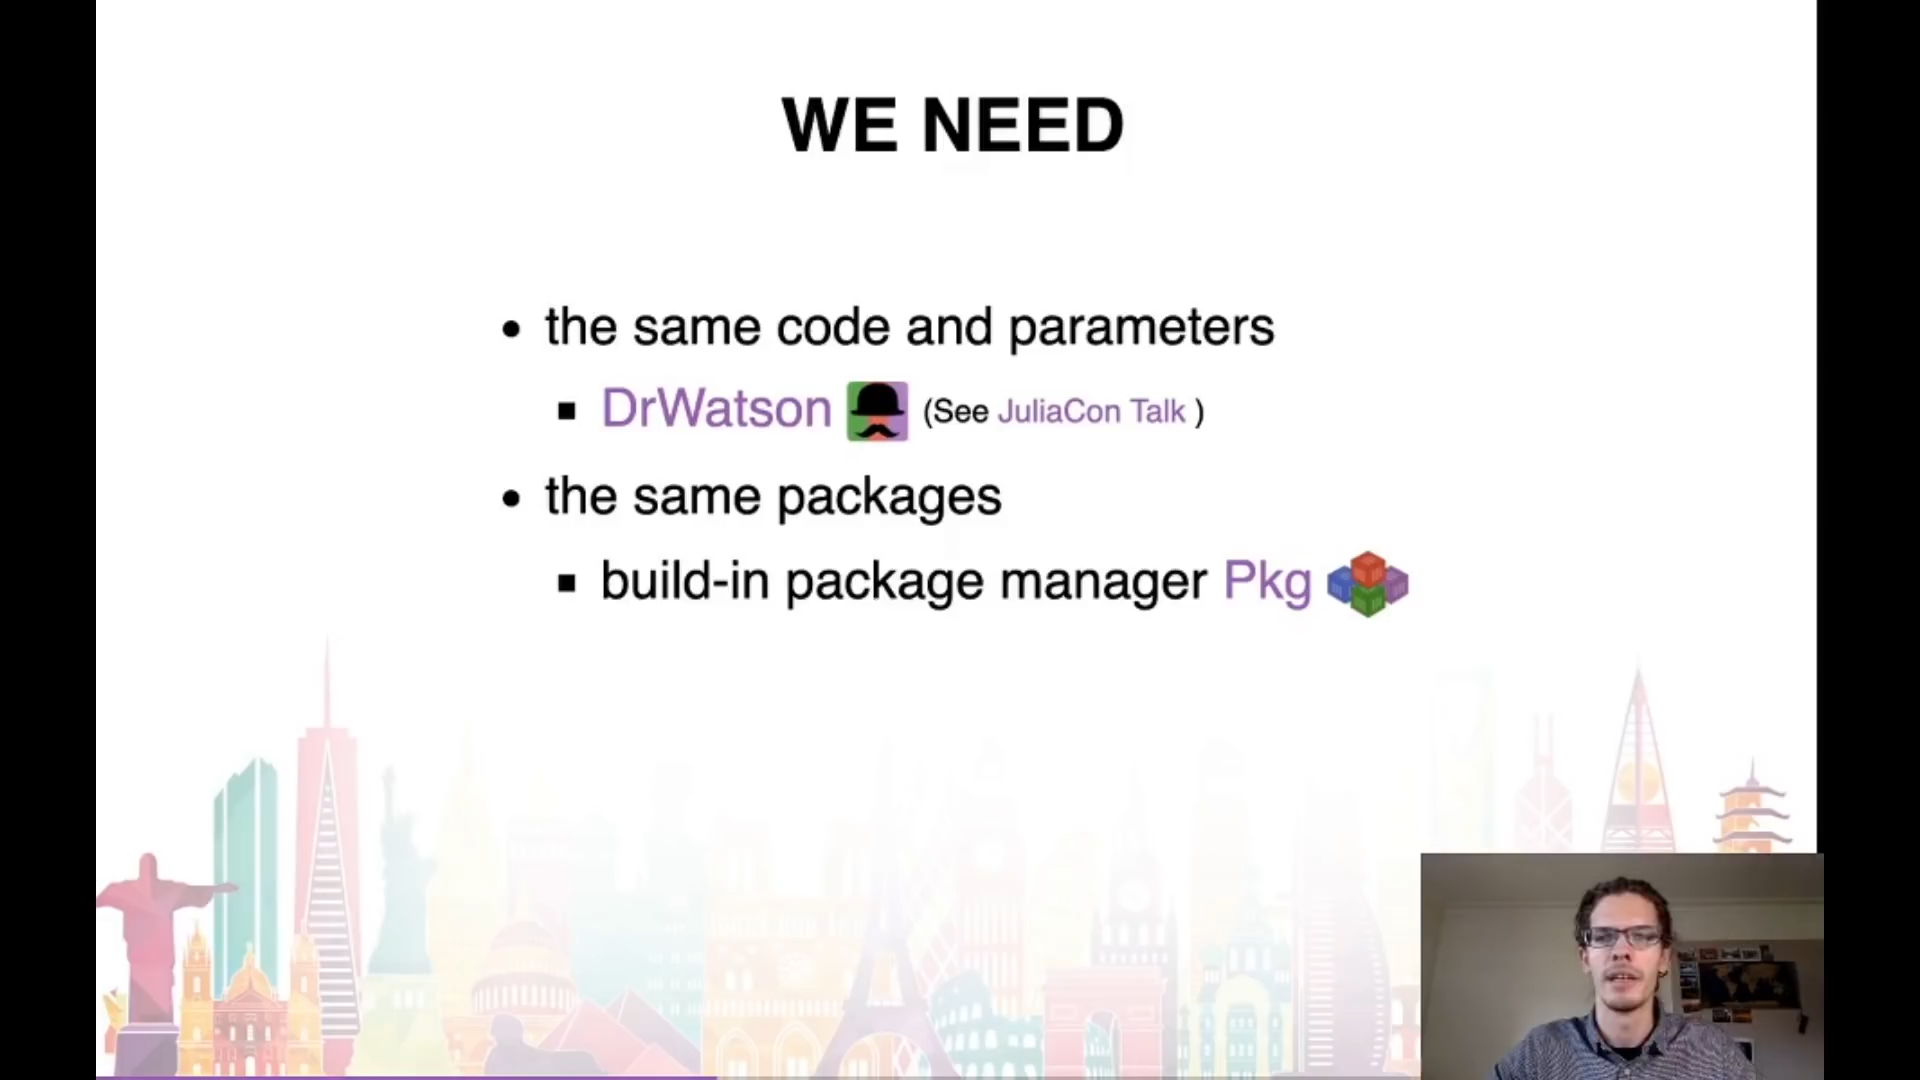 WE NEED
the same code and parameters
DrWatson (See JuliaCon Talk )
the same packages
build-in package manager Pkg